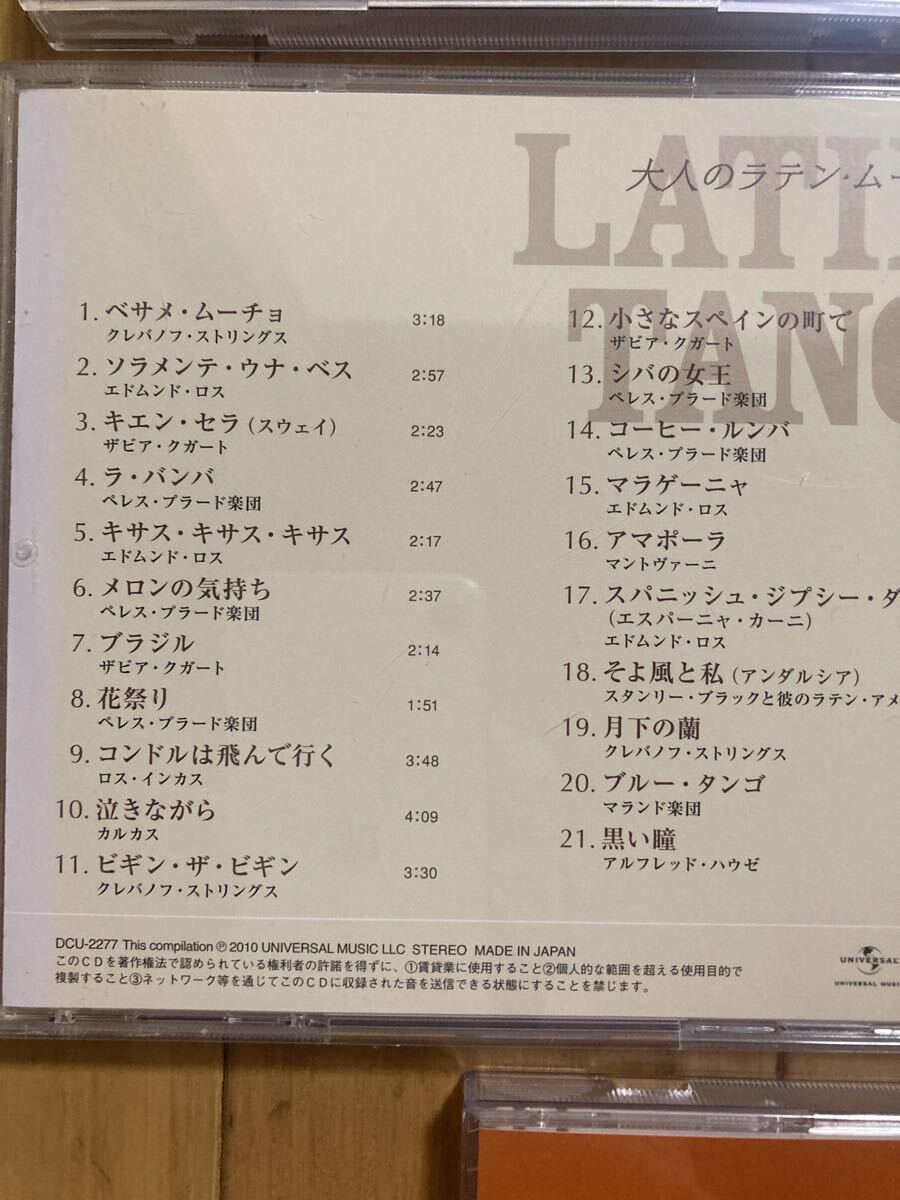 LATI
大人のラテン・ムー
TANG
1. ベサメ・ムーチョ 3:18
クレバノフ・ストリングス
2. ソラメンテ・ウナ・ベス 2:57
エドムンド・ロス
3. キエン・セラ(スウェイ) 2:23
ザビア・クガート
4. ラ・バンバ 2:47
ペレス・プラード楽団
5. キサス・キサス・キサス 2:17
エドムンド・ロス
6. メロンの気持ち 2:37
ペレス・プラード楽団
7. ブラジル 2:14
ザビア・クガート
8. 花祭り 1:51
ペレス・プラード楽団
9. コンドルは飛んで行く 3:48
ロス・インカス
10. 泣きながら 4:09
カルカス
11. ビギン・ザ・ビギン 3:30
クレバノフ・ストリングス
12. 小さなスペインの町で
ザビア・クガート
13. シバの女王
ペレス・プラード楽団
14. コーヒー・ルンバ
ペレス・プラード楽団
15. マラゲーニャ
エドムンド・ロス
16. アマポーラ
マントヴァーニ
17. スパニッシュ・ジプシー・ダ
(エスパーニャ・カーニ)
エドムンド・ロス
18. そよ風と私(アンダルシア)
スタンリー・ブラックと彼のラテン・アメ
19. 月下の蘭
クレバノフ・ストリングス
20. ブルー・タンゴ
マランド楽団
21. 黒い瞳
アルフレッド・ハウゼ
DCU-2277 This compilation ℗ 2010 UNIVERSAL MUSIC LLC STEREO MADE IN JAPAN
このCDを著作権法で認められている権利者の許諾を得ずに、①賃貸業に使用すること②個人的な範囲を超える使用目的で
複製すること③ネットワーク等を通じてこのCDに収録された音を送信できる状態にすることを禁じます。
UNIVERSAL
UNIVERSAL MUSIC